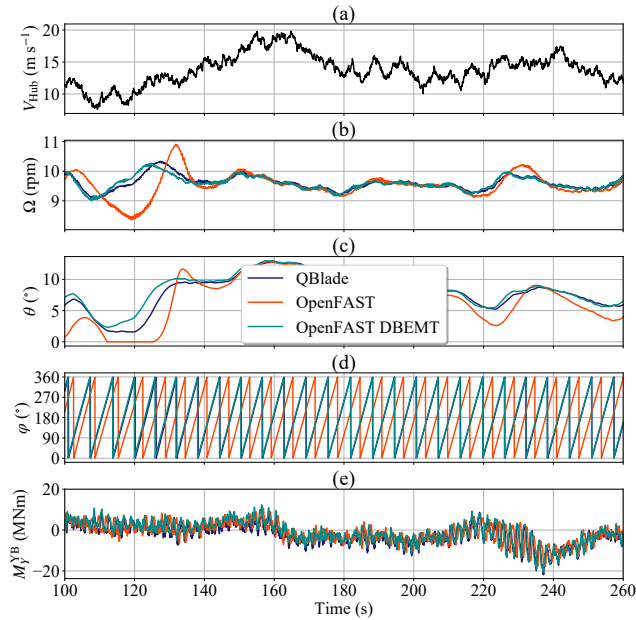 (a)
20
15
10
V_Hub (m s⁻¹)
(b)
11
10
9
Ω (rpm)
(c)
10
5
0
θ (°)
QBlade
OpenFAST
OpenFAST DBEMT
(d)
360
270
180
90
0
φ (°)
(e)
20
0
−20
M_Y^YB (MNm)
100 120 140 160 180 200 220 240 260
Time (s)